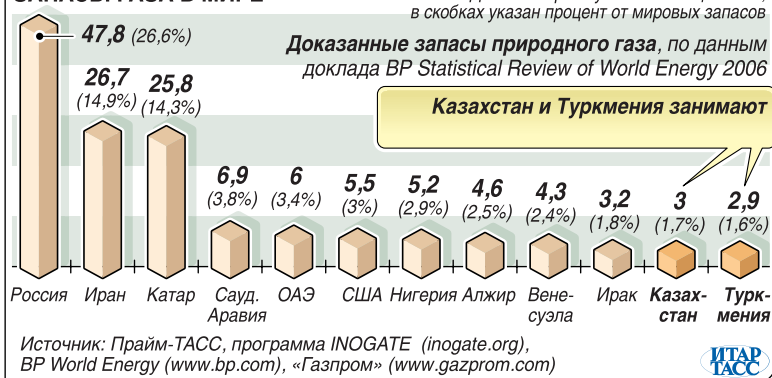 в скобках указан процент от мировых запасов
Доказанные запасы природного газа, по данным
доклада BP Statistical Review of World Energy 2006
Казахстан и Туркмения занимают
47,8 (26,6%)
26,7
(14,9%)
25,8
(14,3%)
6,9
(3,8%)
6
(3,4%)
5,5
(3%)
5,2
(2,9%)
4,6
(2,5%)
4,3
(2,4%)
3,2
(1,8%)
3
(1,7%)
2,9
(1,6%)
Россия
Иран
Катар
Сауд.
Аравия
ОАЭ
США
Нигерия
Алжир
Вене-
суэла
Ирак
Казах-
стан
Турк-
мения
Источник: Прайм-ТАСС, программа INOGATE (inogate.org),
BP World Energy (www.bp.com), «Газпром» (www.gazprom.com)
ИТАР
ТАСС